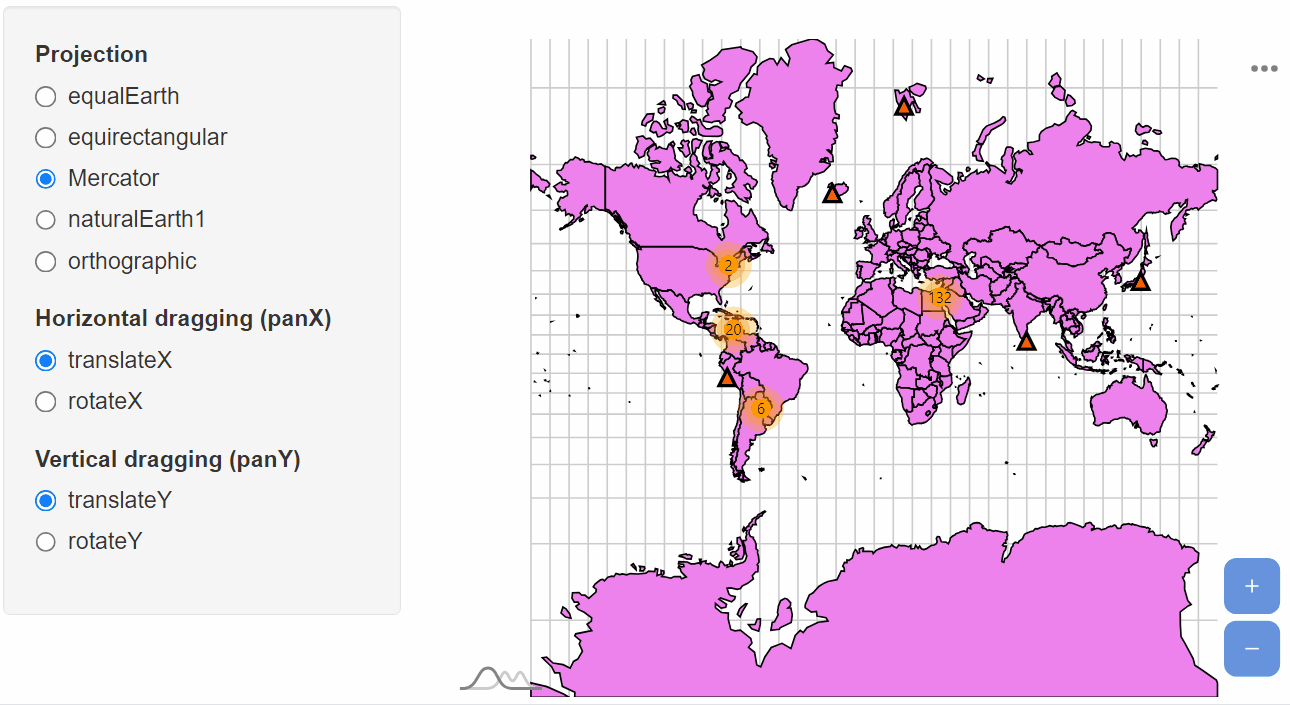 Projection
equalEarth
equirectangular
Mercator
naturalEarth1
orthographic
Horizontal dragging (panX)
translateX
rotateX
Vertical dragging (panY)
translateY
rotateY
2
132
20
6
+
−